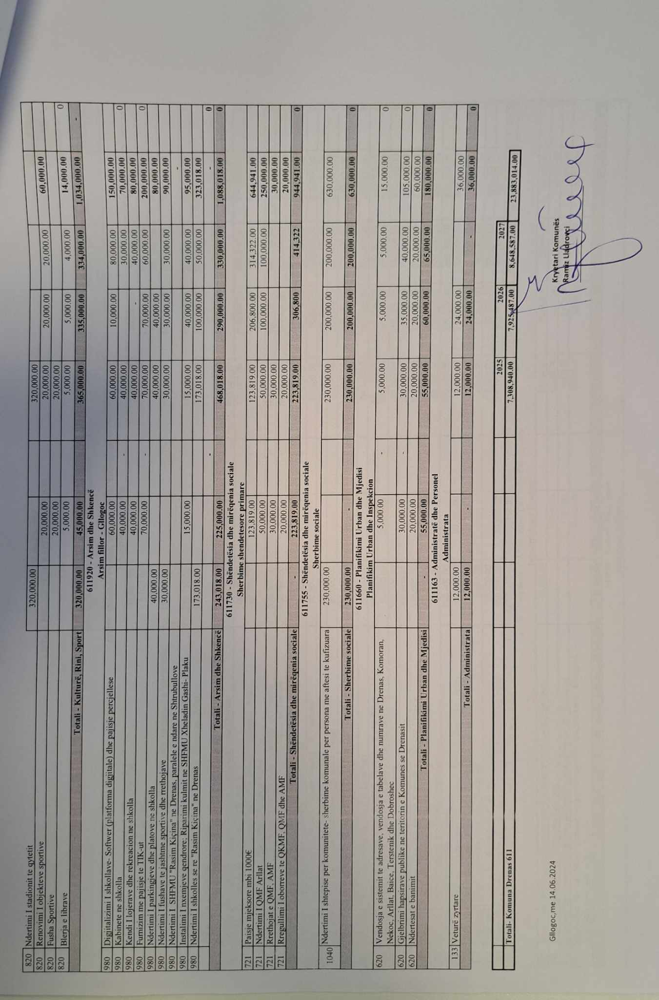 820 Ndertimi I stadionit te qytetit 320,000.00 320,000.00
820 Renovimi I objekteve sportive 20,000.00 20,000.00 20,000.00 20,000.00 60,000.00
820 Fusha Sportive 20,000.00 20,000.00
820 Blerja e librave 5,000.00 5,000.00 5,000.00 4,000.00 14,000.00 0
Totali - Kulturë, Rini, Sport 320,000.00 45,000.00 365,000.00 335,000.00 334,000.00 1,034,000.00 -
611920 - Arsim dhe Shkencë
Arsim fillor - Gllogoc
980 Digjitalizimi I shkollave- Softwer (platforma digjitale) dhe pajisje percjellese 60,000.00 60,000.00 10,000.00 80,000.00 150,000.00
980 Kabinete ne shkolla 40,000.00 - 40,000.00 30,000.00 70,000.00 0
980 Kendi I lojerave dhe rekreacion ne shkolla 40,000.00 40,000.00 - 40,000.00 80,000.00
980 Furnizim me pajisje te TIK-ut 70,000.00 - 70,000.00 70,000.00 60,000.00 200,000.00 0
980 Ndertimi I parkingjeve dhe platove ne shkolla 40,000.00 40,000.00 40,000.00 80,000.00
980 Ndertimi I fushave te jashtme sportive dhe rrethojave 30,000.00 30,000.00 30,000.00 30,000.00 90,000.00
980 Ndertimi I SHFMU "Rasim Kiçina" ne Drenas, paralele e ndare ne Shtrubullove -
980 Instalimi I nxemjeve qendrore; Riparimi kulmit ne SHFMU Xheladin Gashi- Plaku 15,000.00 15,000.00 40,000.00 40,000.00 95,000.00
980 Ndertimi I shkolles se re "Rasim Kiçina" ne Drenas 173,018.00 173,018.00 100,000.00 50,000.00 323,018.00
- - 0
Totali - Arsim dhe Shkencë 243,018.00 225,000.00 468,018.00 290,000.00 330,000.00 1,088,018.00 0
611730 - Shëndetësia dhe mirëqenia sociale
Sherbime shendetesore primare
721 Paisje mjeksore mbi 1000€ 123,819.00 123,819.00 206,800.00 314,322.00 644,941.00
721 Ndertimi I QMF Arllat 50,000.00 50,000.00 100,000.00 100,000.00 250,000.00
721 Rrethojat e QMF, AMF 30,000.00 30,000.00 30,000.00
721 Rregullimi I oborreve te QKMF, QMF dhe AMF 20,000.00 20,000.00 20,000.00
Totali - Shëndetësia dhe mirëqenia sociale - 223,819.00 223,819.00 306,800 414,322 944,941.00 0
611755 - Shëndetësia dhe mirëqenia sociale
Sherbime sociale
1040 Ndertimi I shtepise per komunitete- sherbime komunale per persona me aftesi te kufizuara 230,000.00 230,000.00 200,000.00 200,000.00 630,000.00
Totali - Sherbime sociale 230,000.00 - 230,000.00 200,000.00 200,000.00 630,000.00 0
611660 - Planifikimi Urban dhe Mjedisi
Planifikim Urban dhe Inspekcion
620 Vendosja e sistemit te adresave, vendosja e tabelave dhe numrave ne Drenas, Komoran, 5,000.00 - 5,000.00 5,000.00 5,000.00 15,000.00 0
Nekoc, Arllat, Baice, Terstenik dhe Dobroshec
620 Gjelbrimi hapsirave publike ne teritorin e Komunes se Drenasit 30,000.00 - 30,000.00 35,000.00 40,000.00 105,000.00 0
620 Ndertesat e banimit 20,000.00 20,000.00 20,000.00 20,000.00 60,000.00
Totali - Planifikimi Urban dhe Mjedisi - 55,000.00 55,000.00 60,000.00 65,000.00 180,000.00 0
611163 - Administratë dhe Personel
Administrata
133 Veturë zyrtare 12,000.00 12,000.00 24,000.00 36,000.00
Totali - Administrata 12,000.00 - 12,000.00 24,000.00 - 36,000.00 0
2025 2026 2027
Totali- Komuna Drenas 611 7,308,940.00 7,925,487.00 8,648,587.00 23,883,014.00
Kryetari Komunës
Ramiz Lladrovci
Gllogoc,me 14.06.2024